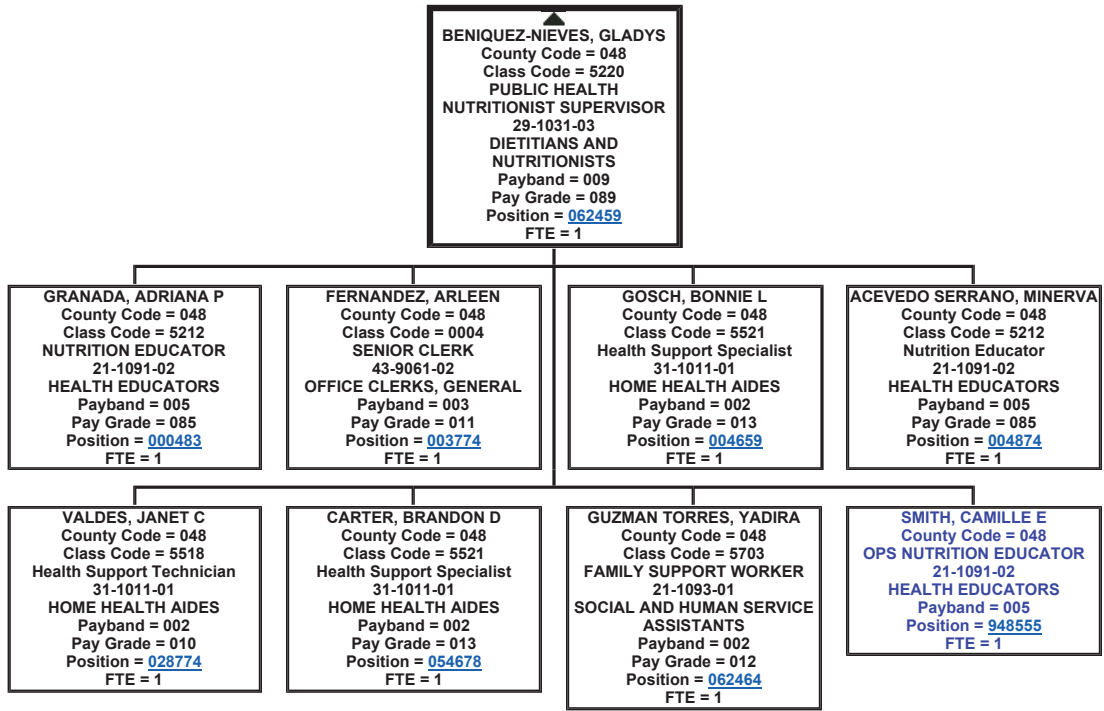 BENIQUEZ-NIEVES, GLADYS
County Code = 048
Class Code = 5220
PUBLIC HEALTH
NUTRITIONIST SUPERVISOR
29-1031-03
DIETITIANS AND
NUTRITIONISTS
Payband = 009
Pay Grade = 089
Position = 062459
FTE = 1
GRANADA, ADRIANA P
County Code = 048
Class Code = 5212
NUTRITION EDUCATOR
21-1091-02
HEALTH EDUCATORS
Payband = 005
Pay Grade = 085
Position = 000483
FTE = 1
FERNANDEZ, ARLEEN
County Code = 048
Class Code = 0004
SENIOR CLERK
43-9061-02
OFFICE CLERKS, GENERAL
Payband = 003
Pay Grade = 011
Position = 003774
FTE = 1
GOSCH, BONNIE L
County Code = 048
Class Code = 5521
Health Support Specialist
31-1011-01
HOME HEALTH AIDES
Payband = 002
Pay Grade = 013
Position = 004659
FTE = 1
ACEVEDO SERRANO, MINERVA
County Code = 048
Class Code = 5212
Nutrition Educator
21-1091-02
HEALTH EDUCATORS
Payband = 005
Pay Grade = 085
Position = 004874
FTE = 1
VALDES, JANET C
County Code = 048
Class Code = 5518
Health Support Technician
31-1011-01
HOME HEALTH AIDES
Payband = 002
Pay Grade = 010
Position = 028774
FTE = 1
CARTER, BRANDON D
County Code = 048
Class Code = 5521
Health Support Specialist
31-1011-01
HOME HEALTH AIDES
Payband = 002
Pay Grade = 013
Position = 054678
FTE = 1
GUZMAN TORRES, YADIRA
County Code = 048
Class Code = 5703
FAMILY SUPPORT WORKER
21-1093-01
SOCIAL AND HUMAN SERVICE
ASSISTANTS
Payband = 002
Pay Grade = 012
Position = 062464
FTE = 1
SMITH, CAMILLE E
County Code = 048
OPS NUTRITION EDUCATOR
21-1091-02
HEALTH EDUCATORS
Payband = 005
Position = 948555
FTE = 1